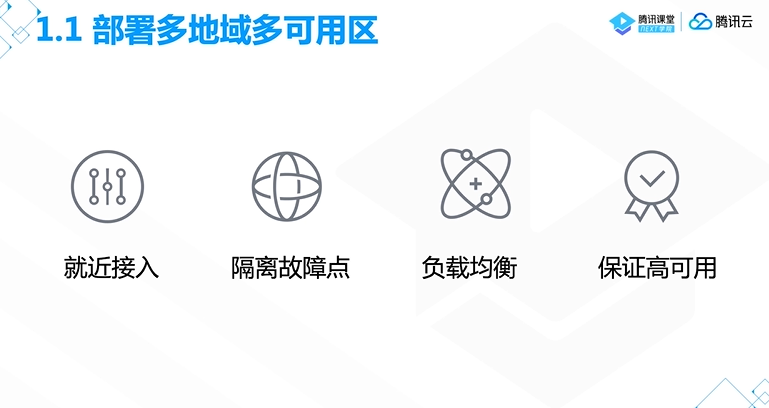 1.1 部署多地域多可用区
腾讯课堂
NEXT学院
腾讯云
就近接入
隔离故障点
负载均衡
保证高可用